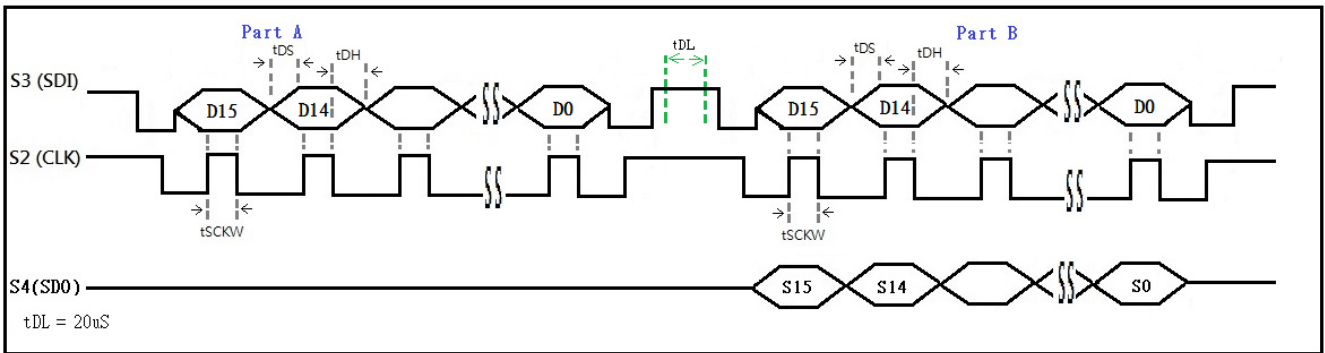 Part A
Part B
tDS
tDH
tDL
tDS
tDH
S3 (SDI)
D15
D14
D0
D15
D14
D0
S2 (CLK)
tSCKW
tSCKW
S4(SDO)
S15
S14
S0
tDL = 20uS